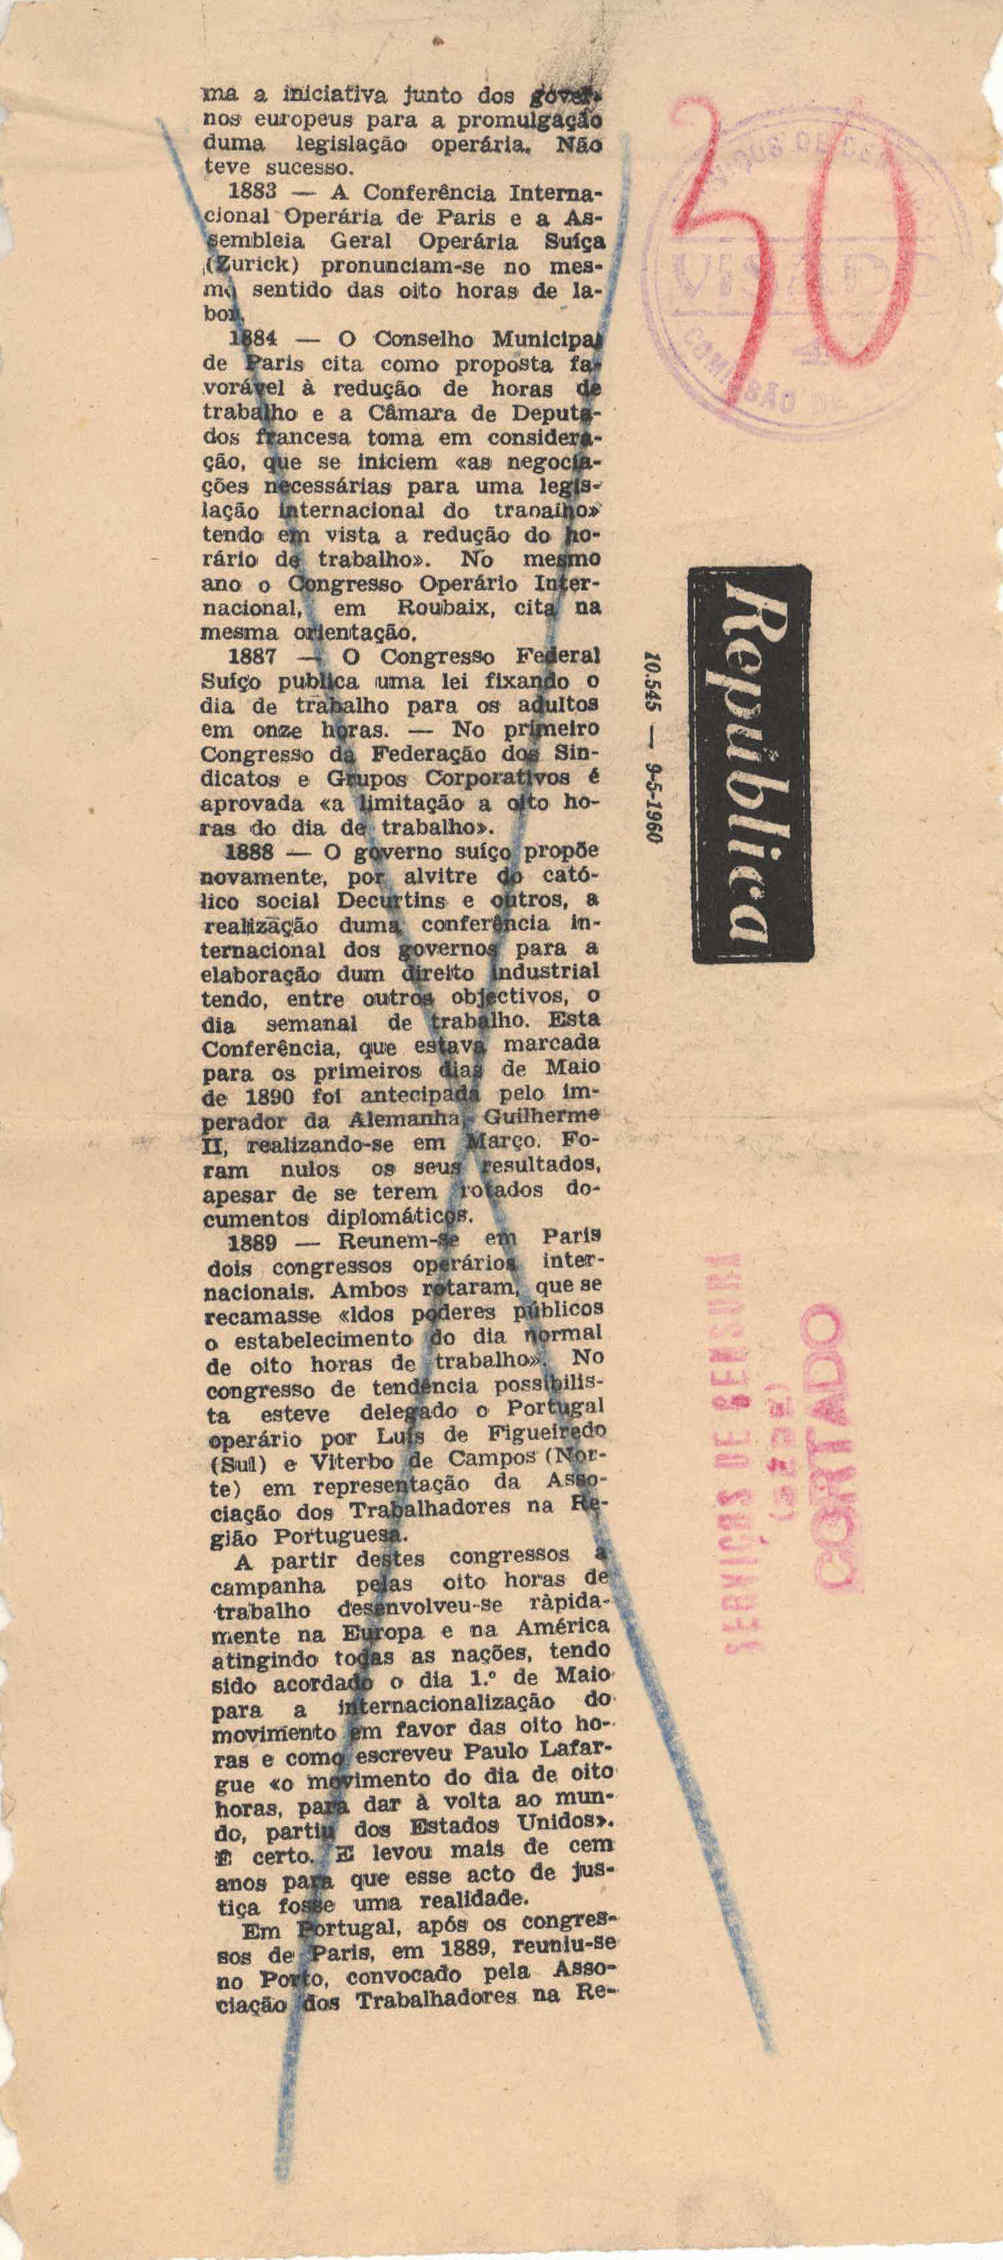 ma a iniciativa junto dos gover-
nos europeus para a promulgação
duma legislação operária. Não
teve sucesso.
1883 — A Conferência Interna-
cional Operária de Paris e a As-
sembleia Geral Operária Suíça
(Zurick) pronunciam-se no mes-
mo sentido das oito horas de la-
bor.
1884 — O Conselho Municipal
de Paris cita como proposta fa-
vorável à redução de horas de
trabalho e a Câmara de Deputa-
dos francesa toma em considera-
ção, que se iniciem «as negocia-
ções necessárias para uma legis-
lação internacional do trabalho»
tendo em vista a redução do ho-
rário de trabalho». No mesmo
ano o Congresso Operário Inter-
nacional, em Roubaix, cita na
mesma orientação.
1887 — O Congresso Federal
Suíço publica uma lei fixando o
dia de trabalho para os adultos
em onze horas. — No primeiro
Congresso da Federação dos Sin-
dicatos e Grupos Corporativos é
aprovada «a limitação a oito ho-
ras do dia de trabalho».
1888 — O governo suíço propõe
novamente, por alvitre do cató-
lico social Decurtins e outros, a
realização duma conferência in-
ternacional dos governos para a
elaboração dum direito industrial
tendo, entre outros objectivos, o
dia semanal de trabalho. Esta
Conferência, que estava marcada
para os primeiros dias de Maio
de 1890 foi antecipada pelo im-
perador da Alemanha, Guilherme
II, realizando-se em Março. Fo-
ram nulos os seus resultados,
apesar de se terem rotados do-
cumentos diplomáticos.
1889 — Reunem-se em Paris
dois congressos operários inter-
nacionais. Ambos rotaram, que se
recamasse «ldos poderes públicos
o estabelecimento do dia normal
de oito horas de trabalho». No
congresso de tendência possibilis-
ta esteve delegado o Portugal
operário por Luís de Figueiredo
(Sul) e Viterbo de Campos (Nor-
te) em representação da Asso-
ciação dos Trabalhadores na Re-
gião Portuguesa.
A partir destes congressos a
campanha pelas oito horas de
trabalho desenvolveu-se ràpida-
mente na Europa e na América
atingindo todas as nações, tendo
sido acordado o dia 1.º de Maio
para a internacionalização do
movimento em favor das oito ho-
ras e como escreveu Paulo Lafar-
gue «o movimento do dia de oito
horas, para dar à volta ao mun-
do, partiu dos Estados Unidos».
E certo. E levou mais de cem
anos para que esse acto de jus-
tiça fosse uma realidade.
Em Portugal, após os congres-
sos de Paris, em 1889, reuniu-se
no Porto, convocado pela Asso-
ciação dos Trabalhadores na Re-
50
VISADO
COMISSÃO DE
República
10.545 — 9-5-1960
SERVIÇOS DE CENSURA
CORTADO